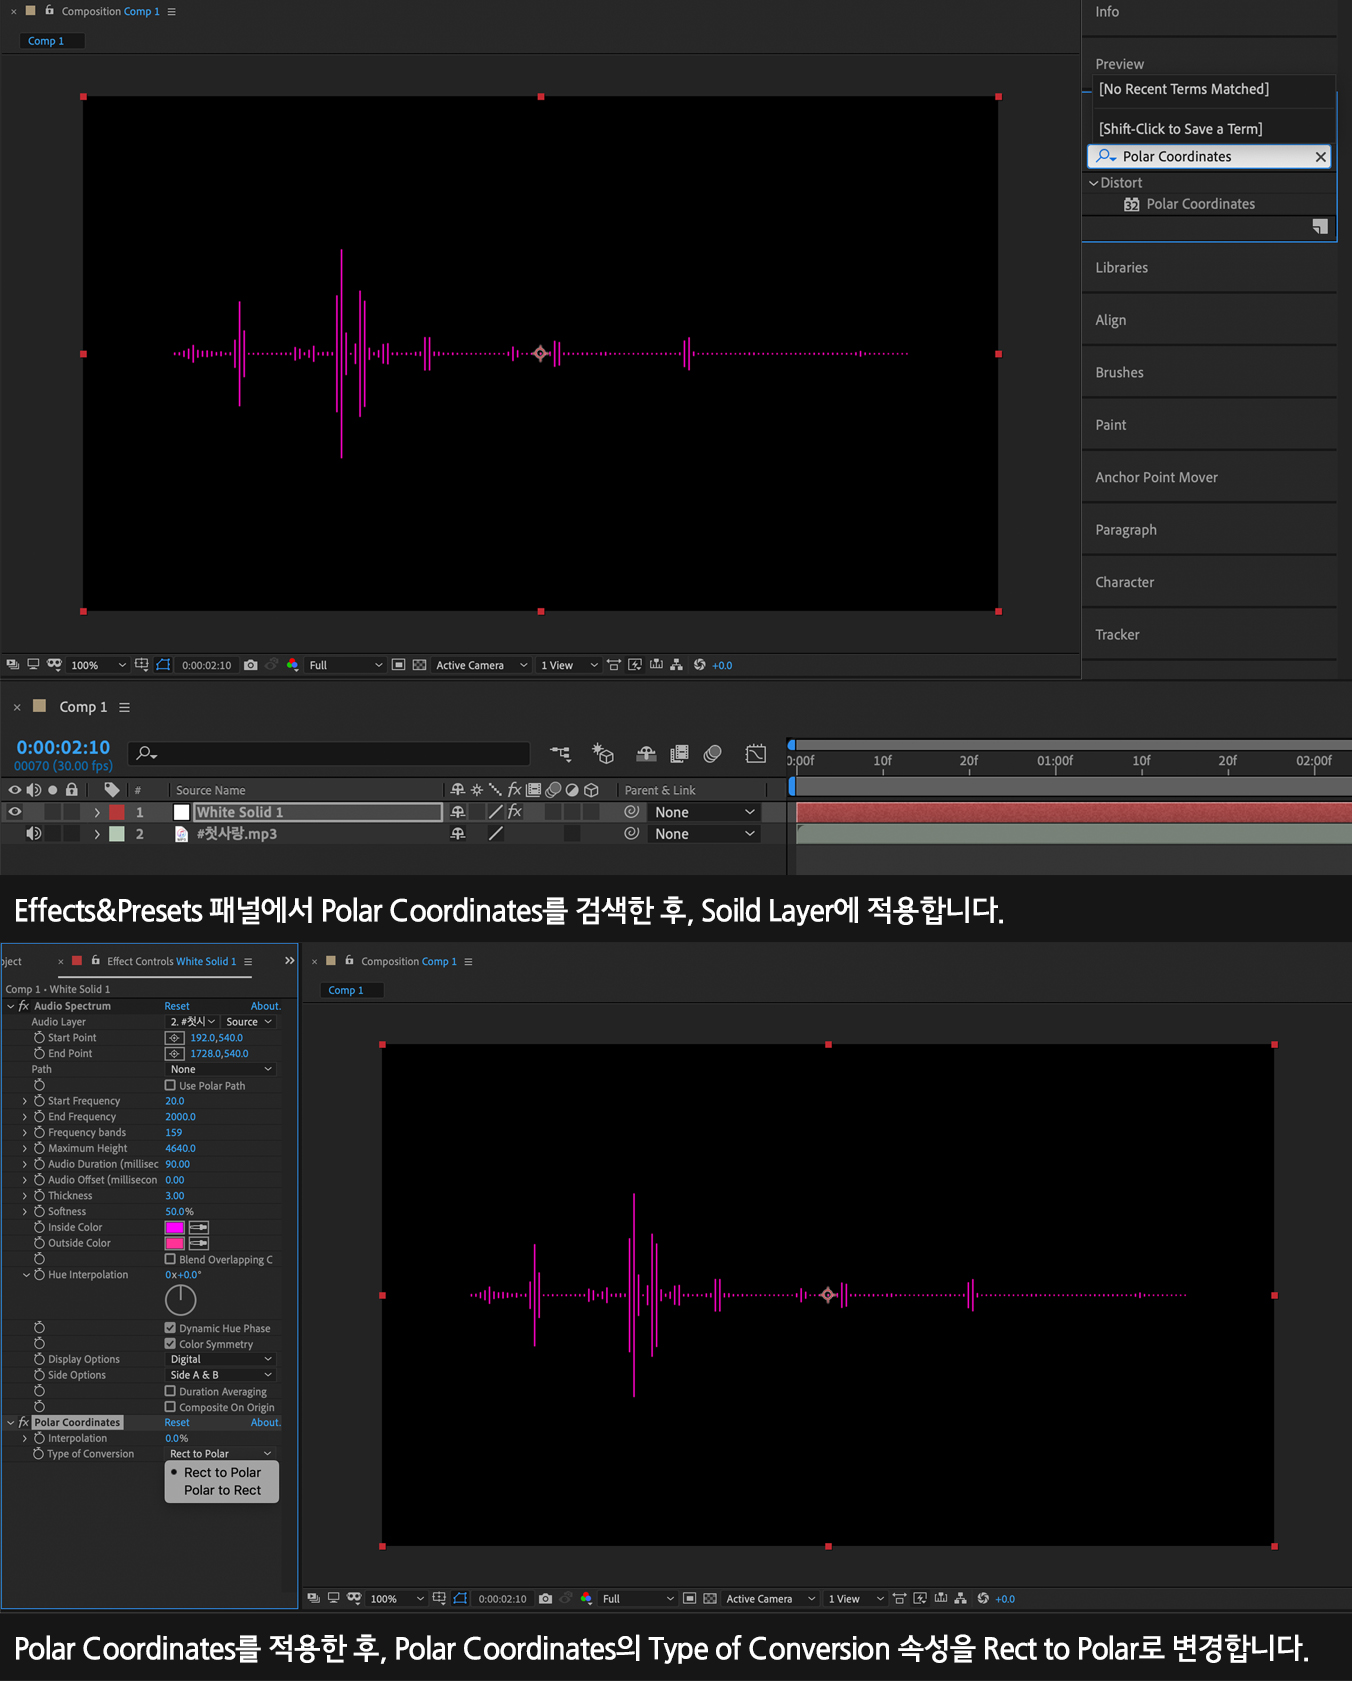 Composition Comp 1
Comp 1
Info
Preview
[No Recent Terms Matched]
[Shift-Click to Save a Term]
Polar Coordinates
Distort
32 Polar Coordinates
Libraries
Align
Brushes
Paint
Anchor Point Mover
Paragraph
Character
Tracker
100% 0:00:02:10 Full Active Camera 1 View +0.0
Comp 1
0:00:02:10
00070 (30.00 fps)
0:00f 10f 20f 01:00f 10f 20f 02:00f
# Source Name fx Parent & Link
1 White Solid 1 fx None
2 #첫사랑.mp3 None
Effects&Presets 패널에서 Polar Coordinates를 검색한 후, Soild Layer에 적용합니다.
oject Effect Controls White Solid 1
Composition Comp 1
Comp 1
Comp 1 • White Solid 1
fx Audio Spectrum Reset About.
Audio Layer 2. #첫시 Source
Start Point 192.0,540.0
End Point 1728.0,540.0
Path None
Use Polar Path
Start Frequency 20.0
End Frequency 2000.0
Frequency bands 159
Maximum Height 4640.0
Audio Duration (millisec 90.00
Audio Offset (millisecon 0.00
Thickness 3.00
Softness 50.0%
Inside Color
Outside Color
Blend Overlapping C
Hue Interpolation 0x+0.0°
Dynamic Hue Phase
Color Symmetry
Display Options Digital
Side Options Side A & B
Duration Averaging
Composite On Origin
fx Polar Coordinates Reset About.
Interpolation 0.0%
Type of Conversion Rect to Polar
Rect to Polar
Polar to Rect
100% 0:00:02:10 Full Active Camera 1 View +0.0
Polar Coordinates를 적용한 후, Polar Coordinates의 Type of Conversion 속성을 Rect to Polar로 변경합니다.